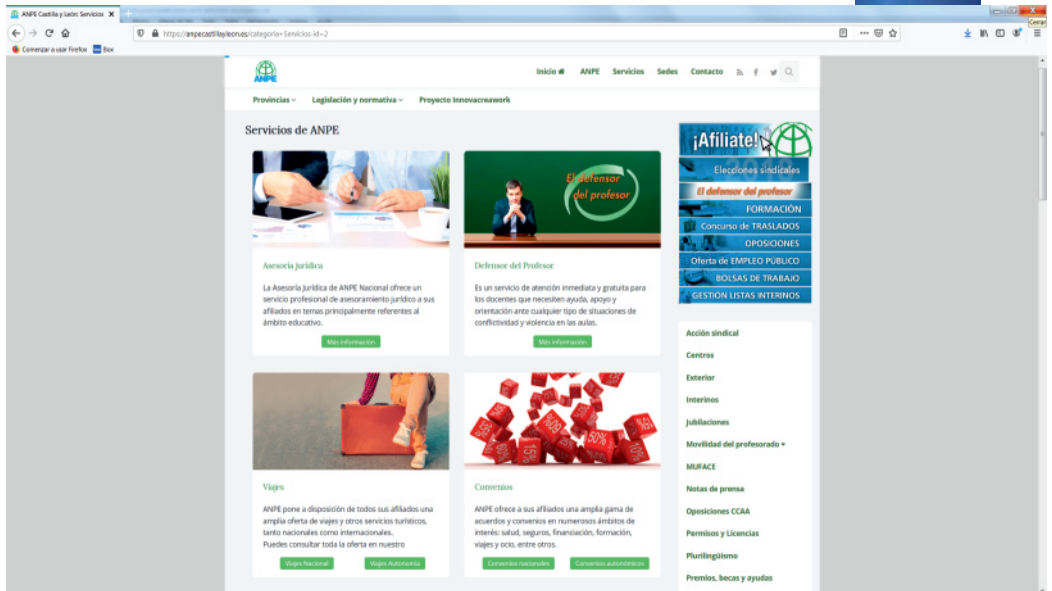 ANPE Castilla y León: Servicios
https://anpecastillayleon.es/categoria=Servicios-id=2
Cerrar
Comenzar a usar Firefox
Box
ANPE
Inicio
ANPE
Servicios
Sedes
Contacto
Provincias
Legislación y normativa
Proyecto Innovacreawork
Servicios de ANPE
El defensor
del profesor
Asesoría jurídica
La Asesoría Jurídica de ANPE Nacional ofrece un
servicio profesional de asesoramiento jurídico a sus
afiliados en temas principalmente referentes al
ámbito educativo.
Más información
Defensor del Profesor
Es un servicio de atención inmediata y gratuita para
los docentes que necesiten ayuda, apoyo y
orientación ante cualquier tipo de situaciones de
conflictividad y violencia en las aulas.
Más información
50%
60%
15%
10%
Viajes
ANPE pone a disposición de todos sus afiliados una
amplia oferta de viajes y otros servicios turísticos,
tanto nacionales como internacionales.
Puedes consultar toda la oferta en nuestro
Viajes Nacional
Viajes Autonomía
Convenios
ANPE ofrece a sus afiliados una amplia gama de
acuerdos y convenios en numerosos ámbitos de
interés: salud, seguros, financiación, formación,
viajes y ocio, entre otros.
Convenios nacionales
Convenios autonómicos
¡Afíliate!
Elecciones sindicales
El defensor del profesor
FORMACIÓN
Concurso de TRASLADOS
OPOSICIONES
Oferta de EMPLEO PÚBLICO
BOLSAS DE TRABAJO
GESTIÓN LISTAS INTERINOS
Acción sindical
Centros
Exterior
Interinos
Jubilaciones
Movilidad del profesorado
MUFACE
Notas de prensa
Oposiciones CCAA
Permisos y Licencias
Plurilingüismo
Premios, becas y ayudas